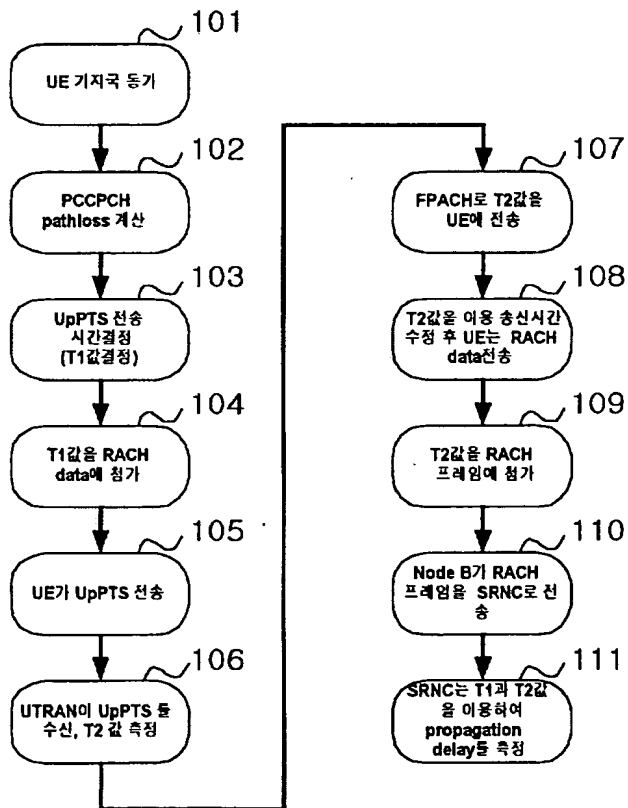 101
UE 기지국 동기
102
PCCPCH
pathloss 계산
103
UpPTS 전송
시간결정
(T1값결정)
104
T1값을 RACH
data에 첨가
105
UE가 UpPTS 전송
106
UTRAN이 UpPTS 를
수신, T2 값 측정
107
FPACH로 T2값을
UE에 전송
108
T2값을 이용 송신시간
수정 후 UE는 RACH
data전송
109
T2값을 RACH
프레임에 첨가
110
Node B가 RACH
프레임을 SRNC로 전
송
111
SRNC는 T1과 T2값
을 이용하여
propagation
delay를 측정